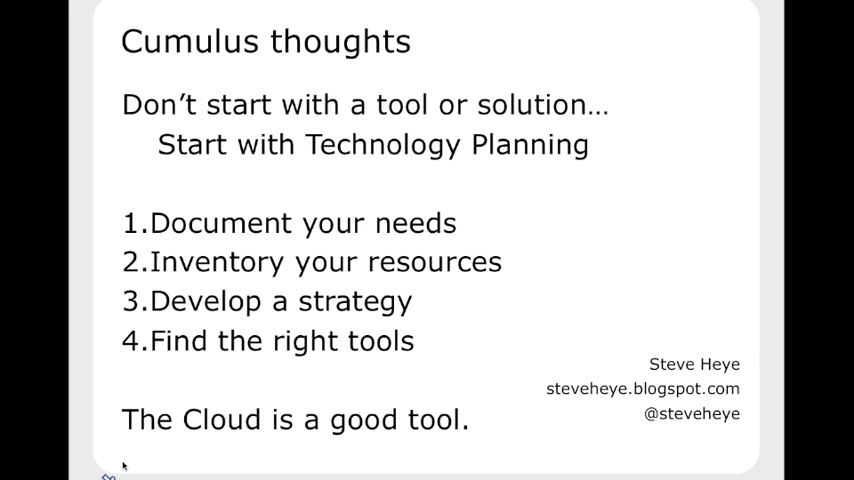 Cumulus thoughts
Don’t start with a tool or solution…
Start with Technology Planning
1.Document your needs
2.Inventory your resources
3.Develop a strategy
4.Find the right tools
Steve Heye
steveheye.blogspot.com
@steveheye
The Cloud is a good tool.